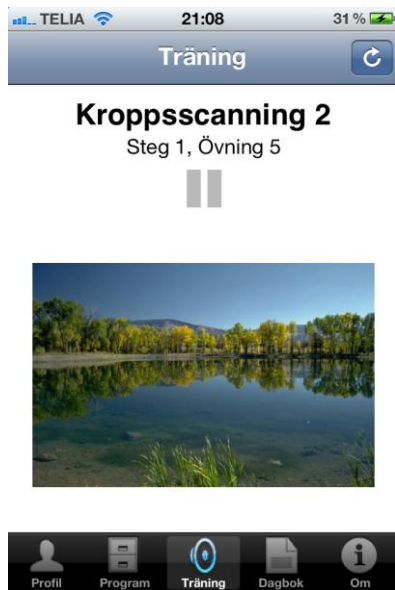 TELIA 21:08 31 %
Träning
Kroppsscanning 2
Steg 1, Övning 5
Profil Program Träning Dagbok Om